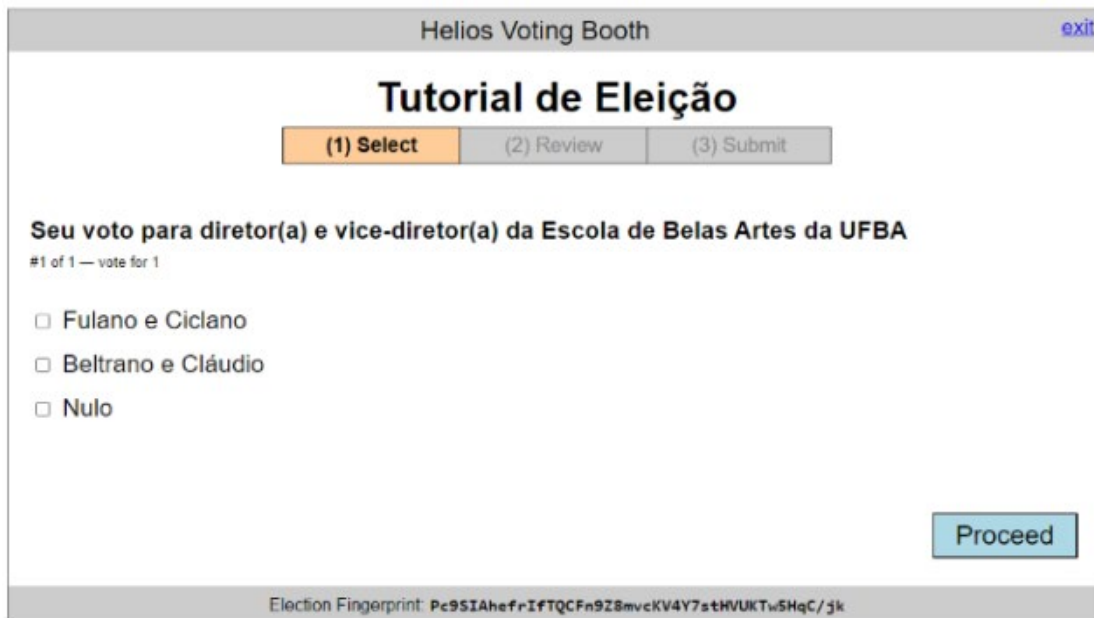 Helios Voting Booth
exit
Tutorial de Eleição
(1) Select (2) Review (3) Submit
Seu voto para diretor(a) e vice-diretor(a) da Escola de Belas Artes da UFBA
#1 of 1 — vote for 1
Fulano e Ciclano
Beltrano e Cláudio
Nulo
Proceed
Election Fingerprint: Pc9SIAhefrIfTQCFn9Z8mvcKV4Y7stHVUKTw5HqC/jk